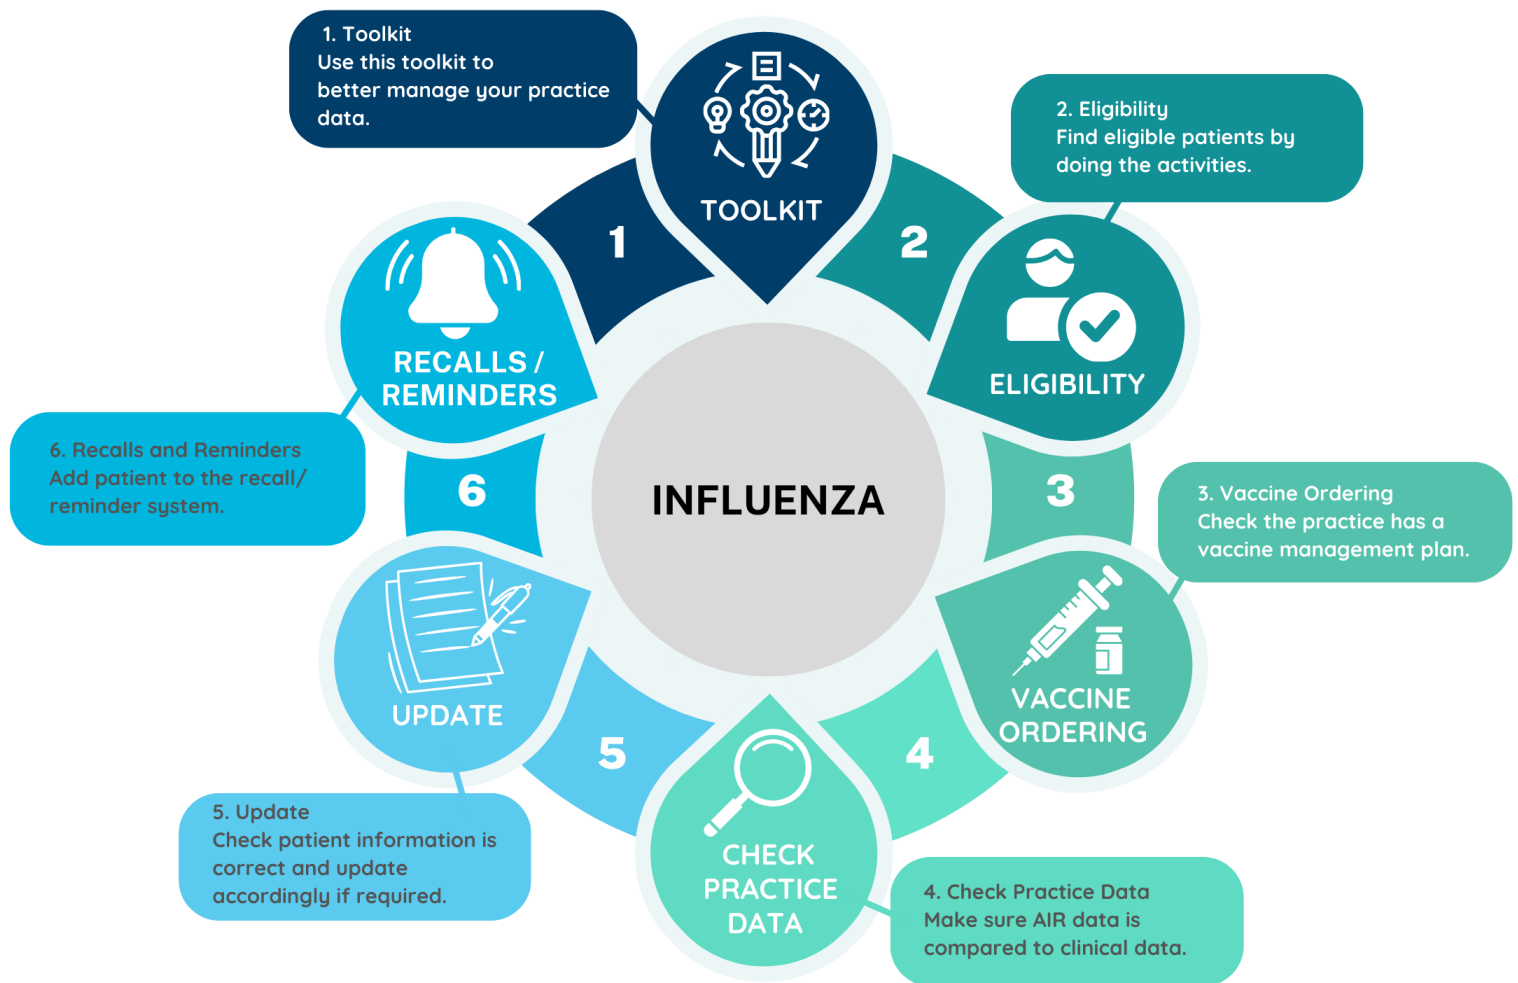 1. Toolkit
Use this toolkit to
better manage your practice
data.
TOOLKIT
1
2
2. Eligibility
Find eligible patients by
doing the activities.
ELIGIBILITY
3
3. Vaccine Ordering
Check the practice has a
vaccine management plan.
VACCINE
ORDERING
4
CHECK
PRACTICE
DATA
4. Check Practice Data
Make sure AIR data is
compared to clinical data.
5
UPDATE
5. Update
Check patient information is
correct and update
accordingly if required.
6
RECALLS /
REMINDERS
6. Recalls and Reminders
Add patient to the recall/
reminder system.
INFLUENZA